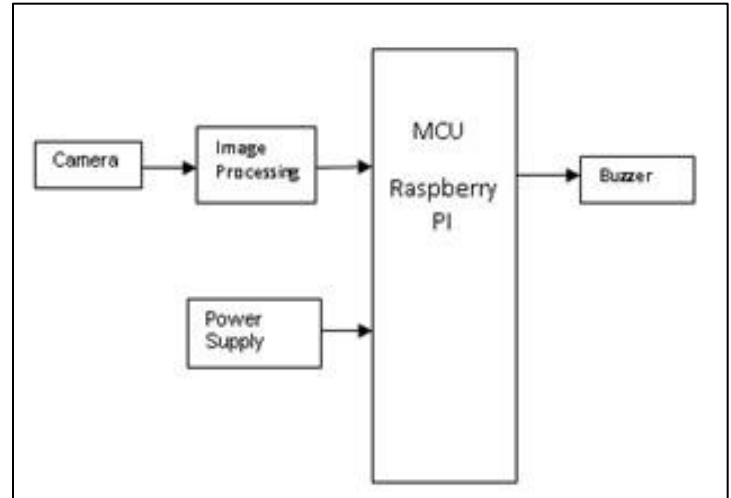 Camera
Image
Processing
MCU
Raspberry
PI
Buzzer
Power
Supply